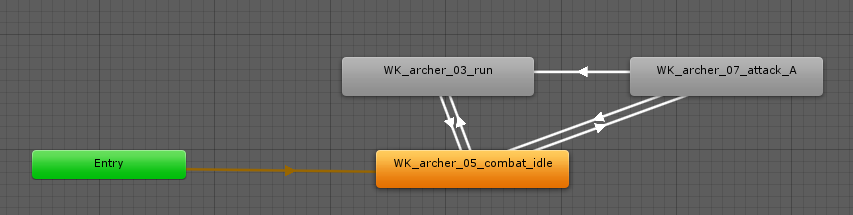 WK_archer_03_run
WK_archer_07_attack_A
Entry
WK_archer_05_combat_idle